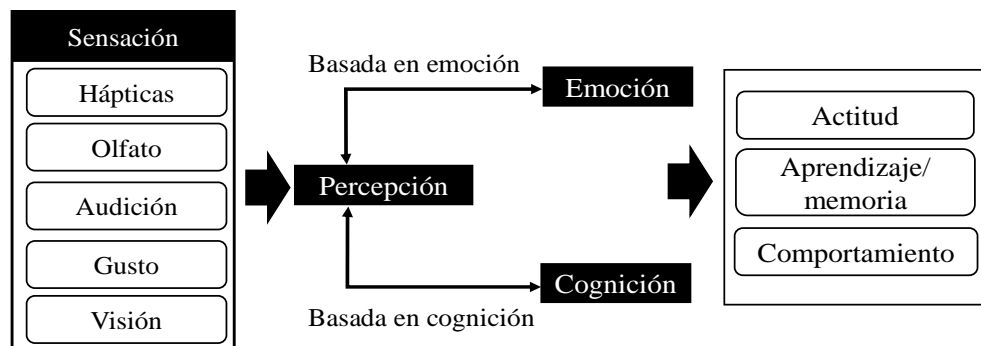 Sensación
Hápticas
Olfato
Audición
Gusto
Visión
Basada en emoción
Emoción
Percepción
Cognición
Basada en cognición
Actitud
Aprendizaje/
memoria
Comportamiento